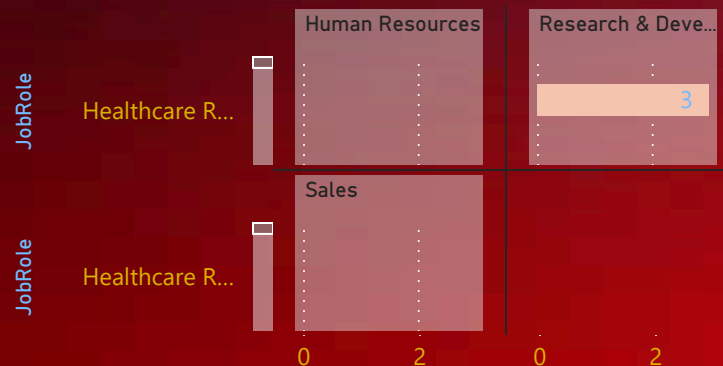 Human Resources
Research & Deve...
JobRole
Healthcare R...
3
Sales
JobRole
Healthcare R...
0
2
0
2